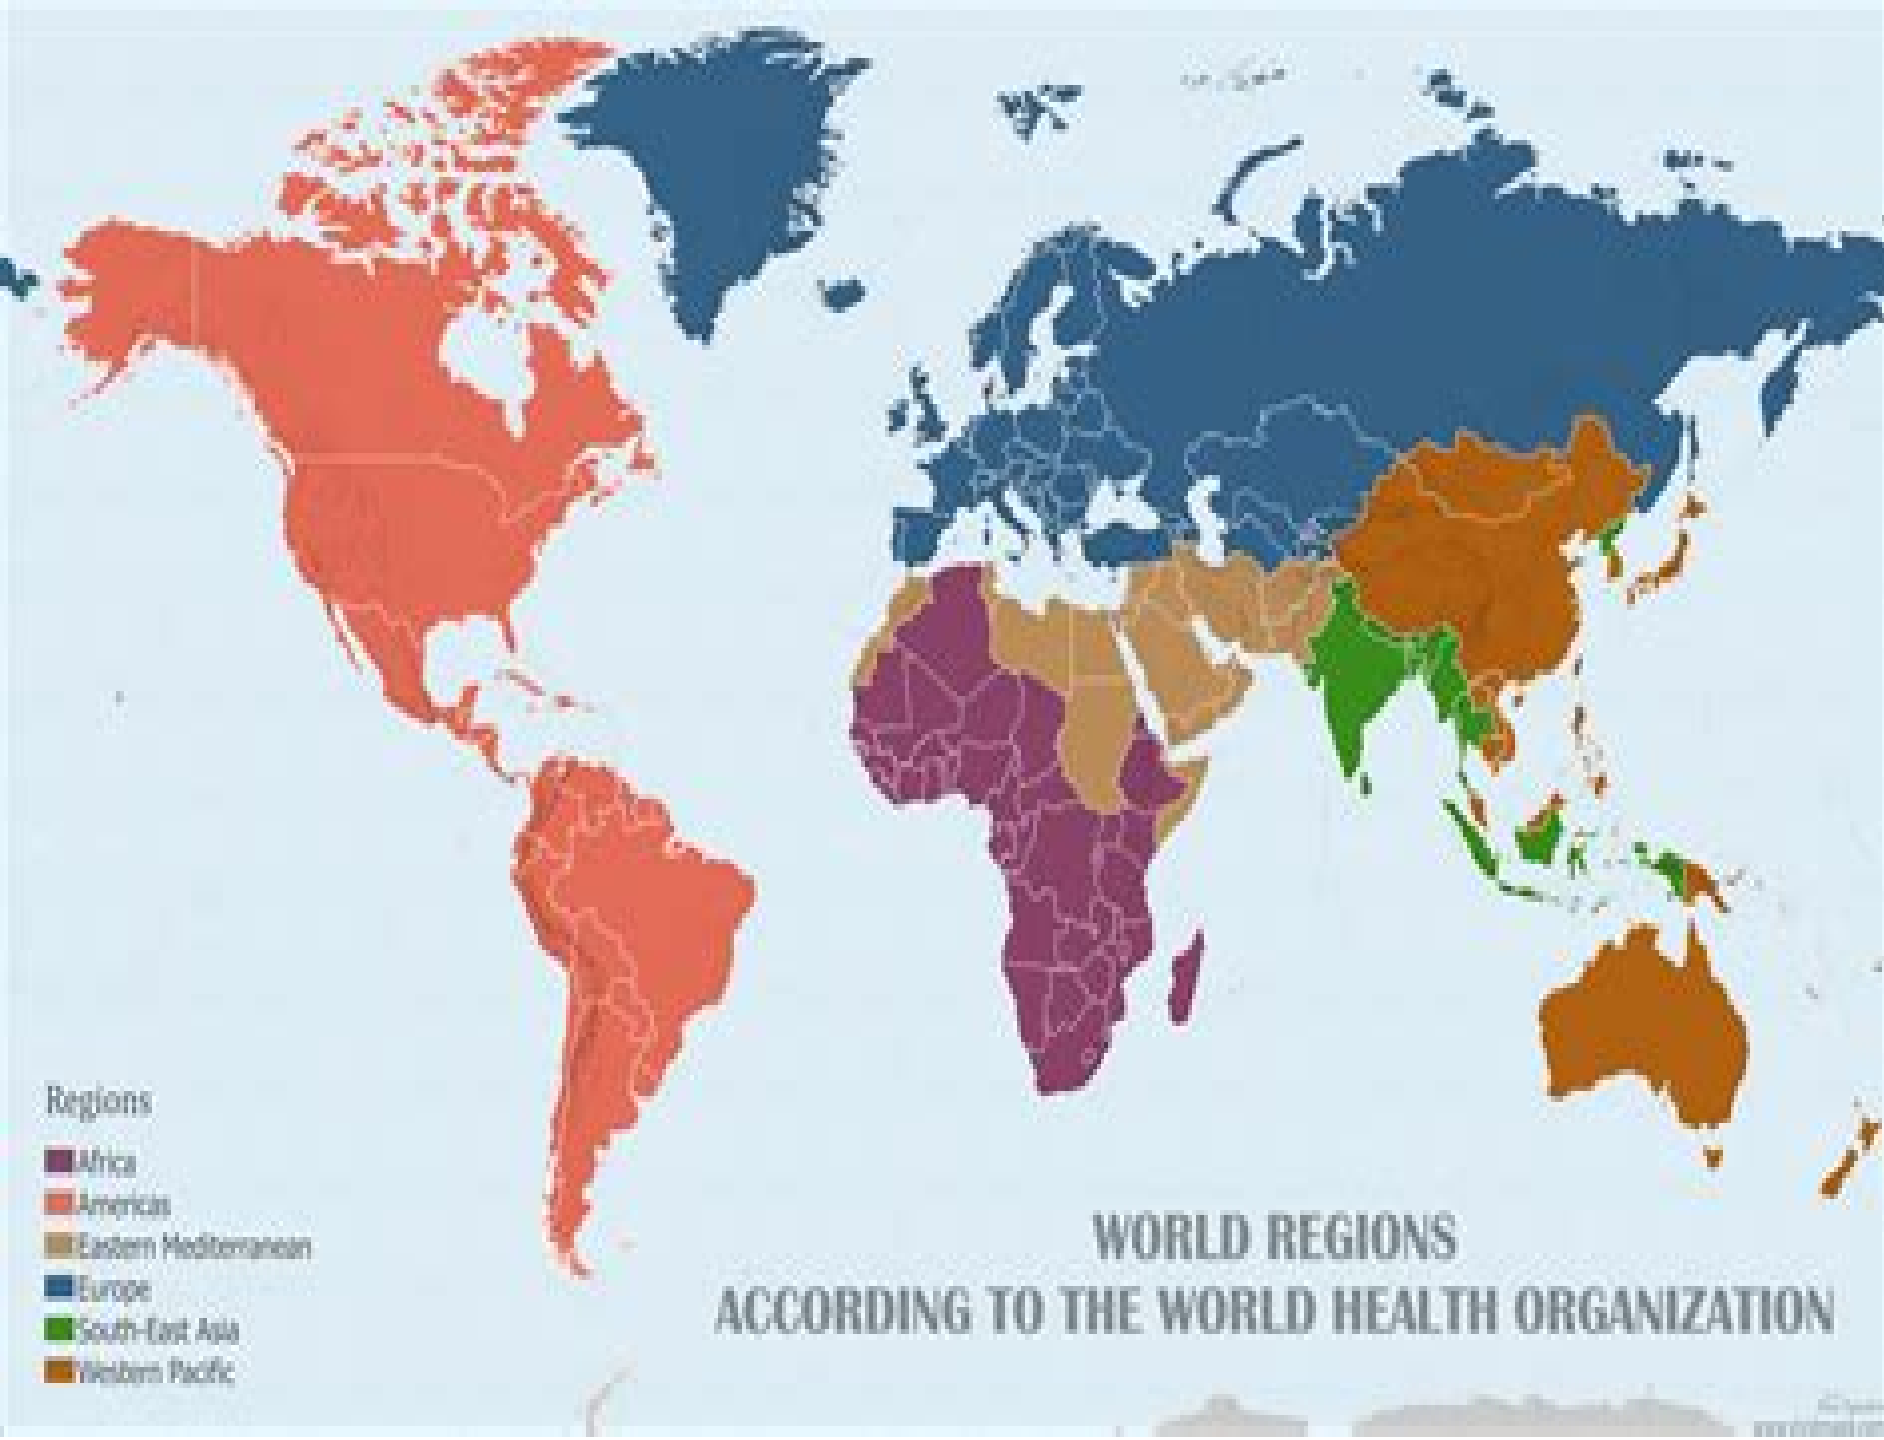 Regions
Africa
Americas
Eastern Mediterranean
Europe
South-East Asia
Western Pacific
WORLD REGIONS
ACCORDING TO THE WORLD HEALTH ORGANIZATION